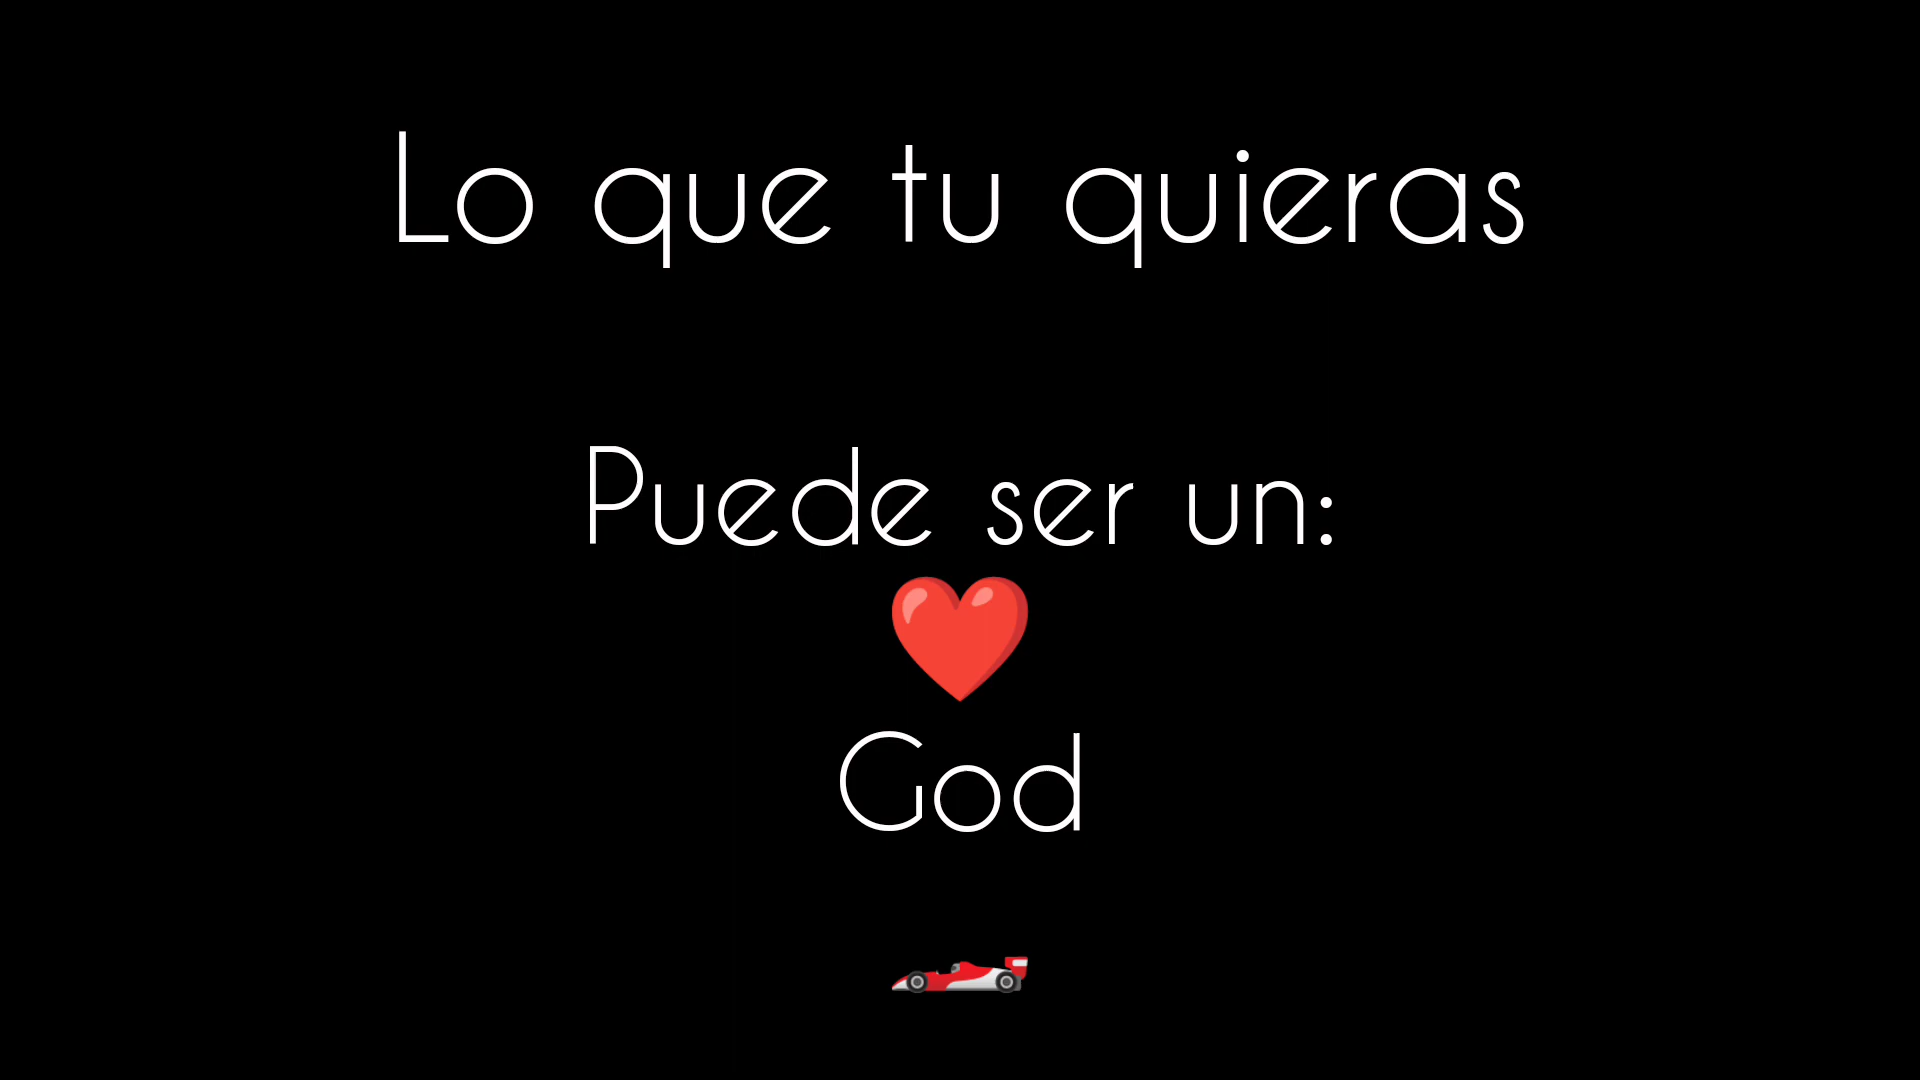 Lo que tu quieras
Puede ser un:
❤️
God
🏎️